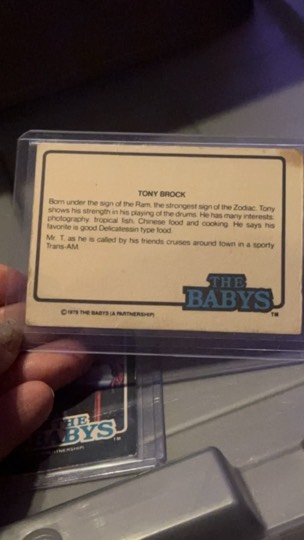 TONY BROCK
Born under the sign of the Ram, the strongest sign of the Zodiac. Tony
shows his strength in his playing of the drums. He has many interests:
photography, tropical fish, Chinese food and cooking. He says his
favorite is good Delicatessin type food.
Mr. T. as he is called by his friends cruises around town in a sporty
Trans-AM.
THE
BABYS
TM
©1979 THE BABYS (A PARTNERSHIP)
THE
BABYS
TM